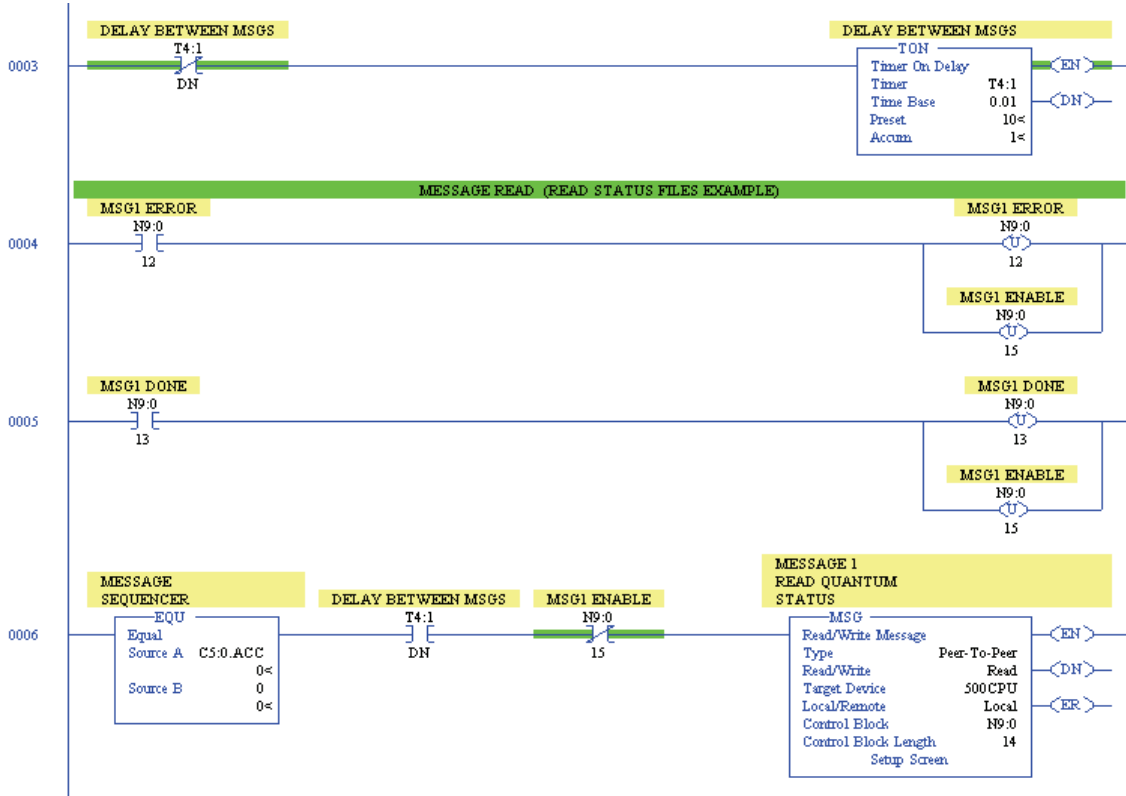 DELAY BETWEEN MSGS
T4:1
DN
0003
DELAY BETWEEN MSGS
TON
Timer On Delay
Timer T4:1
Time Base 0.01
Preset 10<
Accum 1<
EN
DN
MESSAGE READ (READ STATUS FILES EXAMPLE)
MSG1 ERROR
N9:0
12
0004
MSG1 ERROR
N9:0
U
12
MSG1 ENABLE
N9:0
U
15
MSG1 DONE
N9:0
13
0005
MSG1 DONE
N9:0
U
13
MSG1 ENABLE
N9:0
U
15
MESSAGE
SEQUENCER
EQU
Equal
Source A C5:0.ACC
0<
Source B 0
0<
0006
DELAY BETWEEN MSGS
T4:1
DN
MSG1 ENABLE
N9:0
15
MESSAGE 1
READ QUANTUM
STATUS
MSG
Read/Write Message
Type Peer-To-Peer
Read/Write Read
Target Device 500CPU
Local/Remote Local
Control Block N9:0
Control Block Length 14
Setup Screen
EN
DN
ER